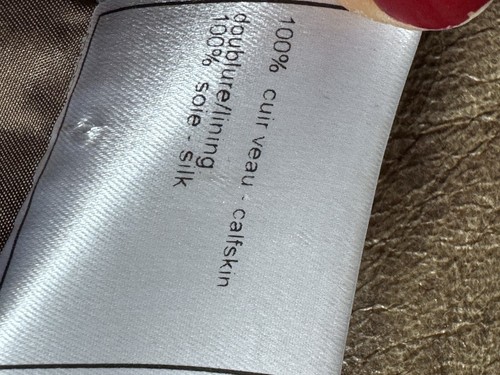 100% cuir veau - calfskin
doublure/lining
100% soie - silk